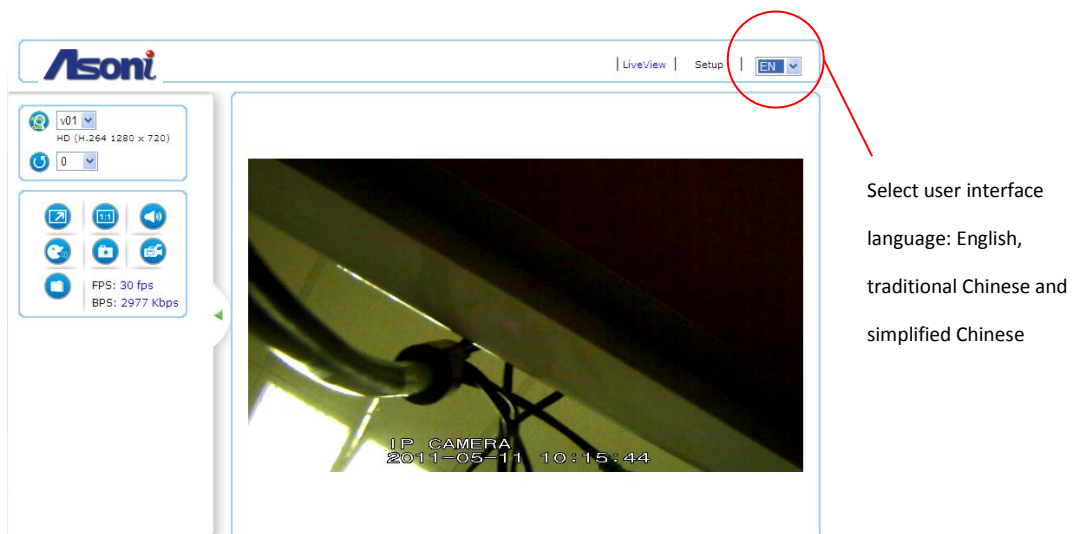 Asoni
|LiveView | Setup | EN
v01
HD (H.264 1280 x 720)
0
1:1
FPS: 30 fps
BPS: 2977 Kbps
IP CAMERA
2011-05-11 10:15:44
Select user interface
language: English,
traditional Chinese and
simplified Chinese